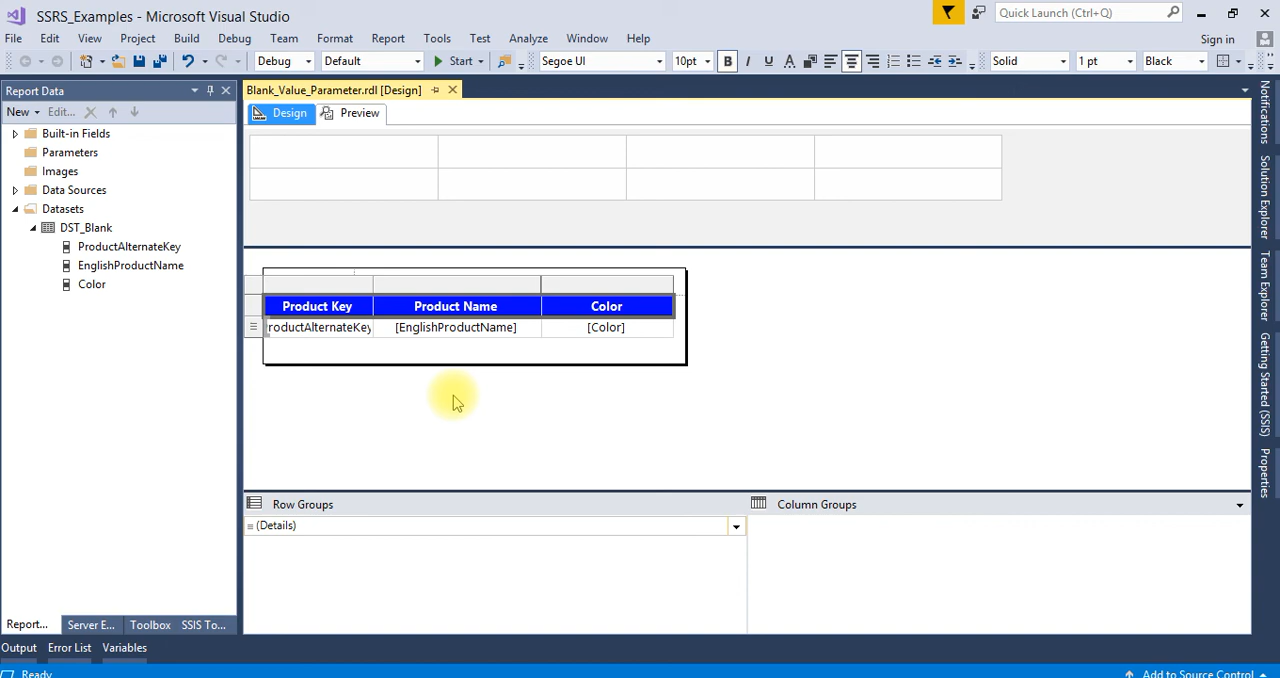 SSRS_Examples - Microsoft Visual Studio
Quick Launch (Ctrl+Q)
File Edit View Project Build Debug Team Format Report Tools Test Analyze Window Help
Sign in
Debug Default Start Segoe UI 10pt B I U A Solid 1 pt Black
Report Data
Blank_Value_Parameter.rdl [Design]
New Edit...
Design Preview
Built-in Fields
Parameters
Images
Data Sources
Datasets
DST_Blank
ProductAlternateKey
EnglishProductName
Color
Product Key Product Name Color
roductAlternateKey [EnglishProductName] [Color]
Row Groups
Column Groups
(Details)
Report... Server E... Toolbox SSIS To...
Output Error List Variables
Ready
Add to Source Control
Notifications
Solution Explorer
Team Explorer
Getting Started (SSIS)
Properties